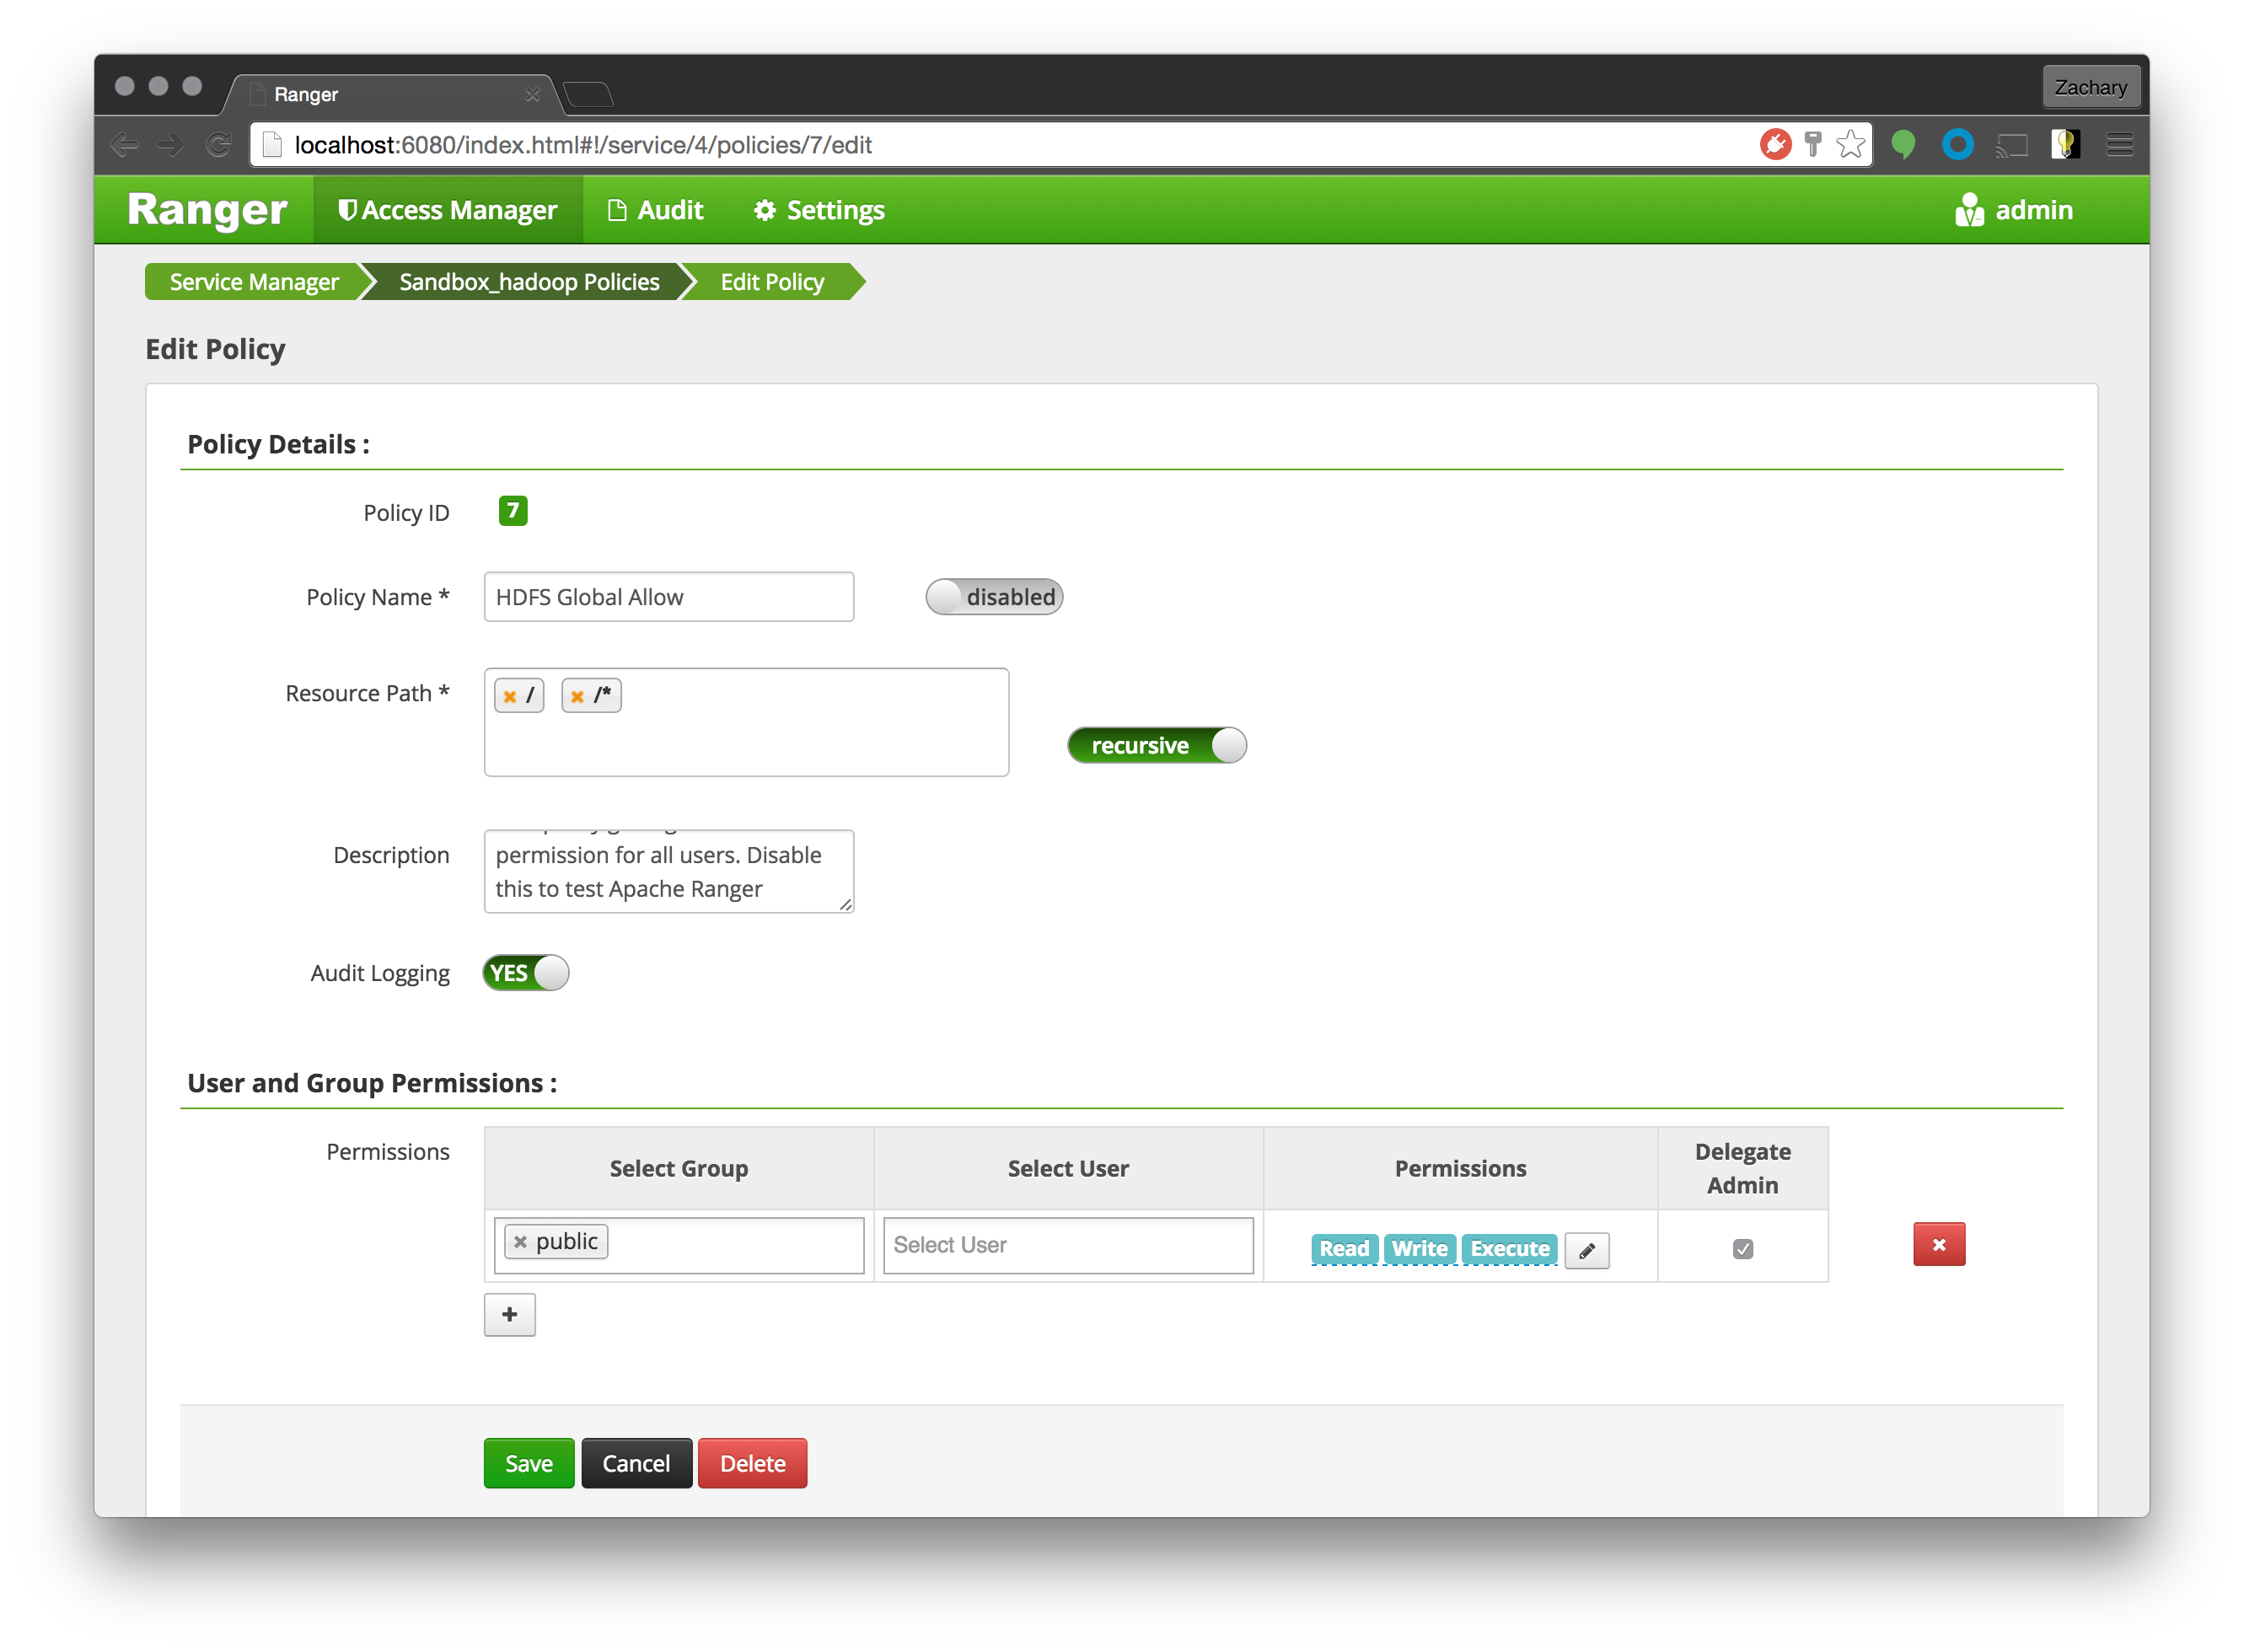 Ranger
Zachary
localhost:6080/index.html#!/service/4/policies/7/edit
Ranger Access Manager Audit Settings admin
Service Manager Sandbox_hadoop Policies Edit Policy
Edit Policy
Policy Details :
Policy ID 7
Policy Name * HDFS Global Allow disabled
Resource Path * / /*
recursive
Description permission for all users. Disable
this to test Apache Ranger
Audit Logging YES
User and Group Permissions :
Permissions Select Group Select User Permissions Delegate Admin
public Select User Read Write Execute
Save Cancel Delete